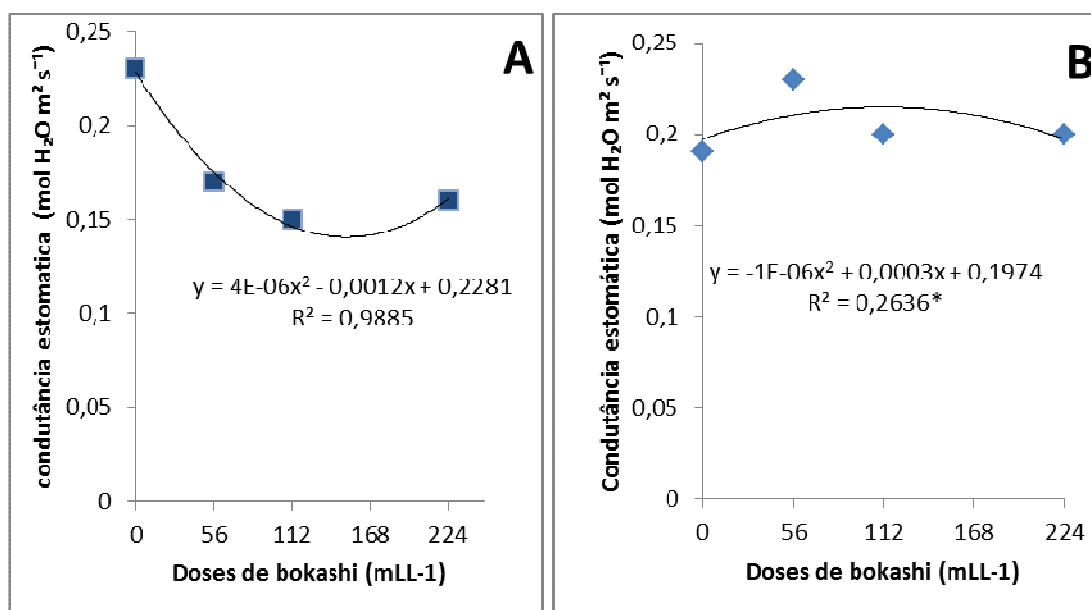 A
condutância estomatica (mol H₂O m² s⁻¹)
0,25
0,2
0,15
0,1
0,05
0
y = 4E-06x² - 0,0012x + 0,2281
R² = 0,9885
0 56 112 168 224
Doses de bokashi (mLL-1)
B
Condutância estomática (mol H₂O m² s⁻¹)
0,25
0,2
0,15
0,1
0,05
0
y = -1E-06x² + 0,0003x + 0,1974
R² = 0,2636*
0 56 112 168 224
Doses de bokashi (mLL-1)